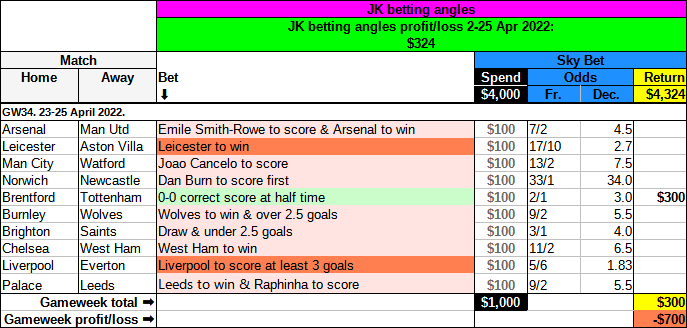 JK betting angles
JK betting angles profit/loss 2-25 Apr 2022:
$324
Match Sky Bet
Home Away Bet Spend Odds Return
⬇ $4,000 Fr. Dec. $4,324
GW34. 23-25 April 2022.
Arsenal Man Utd Emile Smith-Rowe to score & Arsenal to win $100 7/2 4.5
Leicester Aston Villa Leicester to win $100 17/10 2.7
Man City Watford Joao Cancelo to score $100 13/2 7.5
Norwich Newcastle Dan Burn to score first $100 33/1 34.0
Brentford Tottenham 0-0 correct score at half time $100 2/1 3.0 $300
Burnley Wolves Wolves to win & over 2.5 goals $100 9/2 5.5
Brighton Saints Draw & under 2.5 goals $100 3/1 4.0
Chelsea West Ham West Ham to win $100 11/2 6.5
Liverpool Everton Liverpool to score at least 3 goals $100 5/6 1.83
Palace Leeds Leeds to win & Raphinha to score $100 9/2 5.5
Gameweek total ➡ $1,000 $300
Gameweek profit/loss ➡ -$700